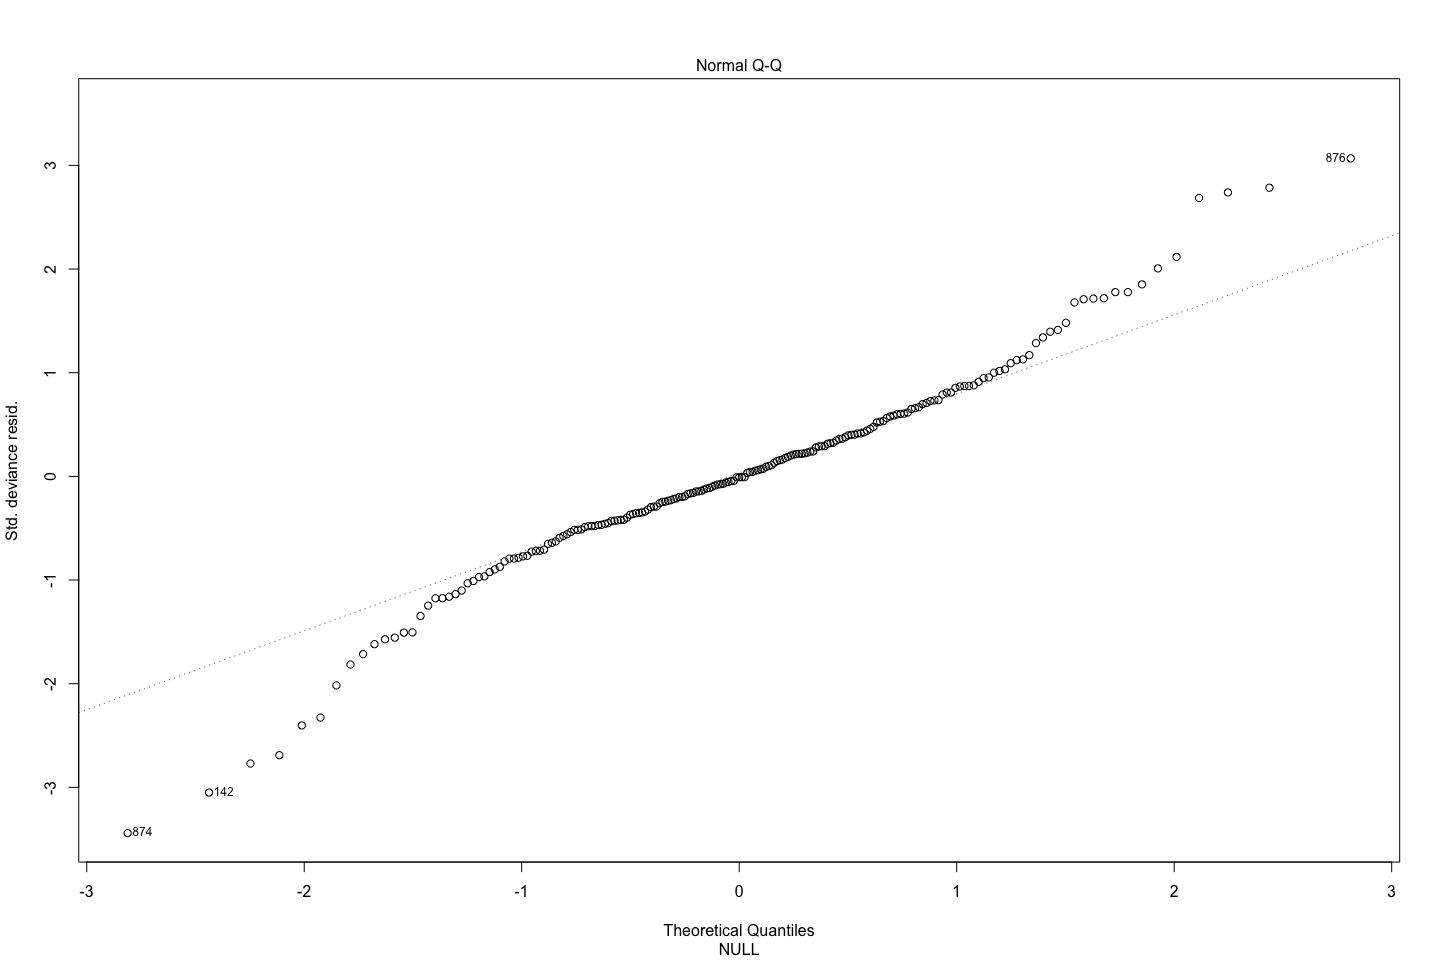 Normal Q-Q
Std. deviance resid.
3
2
1
0
-1
-2
-3
876
142
874
-3 -2 -1 0 1 2 3
Theoretical Quantiles
NULL